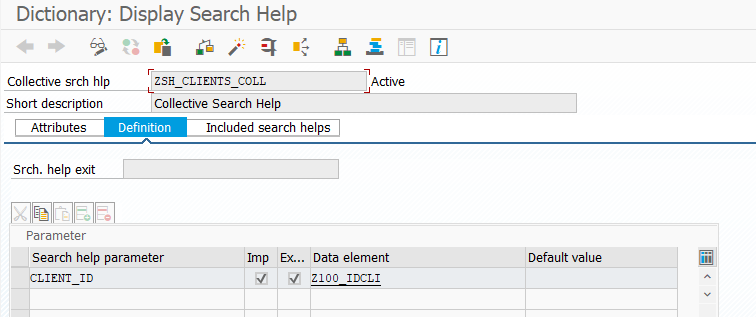 Dictionary: Display Search Help
Collective srch hlp ZSH_CLIENTS_COLL Active
Short description Collective Search Help
Attributes Definition Included search helps
Srch. help exit
Parameter
Search help parameter Imp Ex... Data element Default value
CLIENT_ID Z100_IDCLI